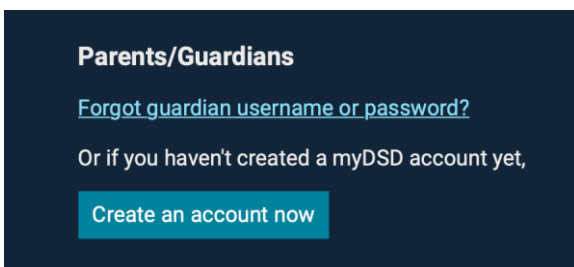 Parents/Guardians
Forgot guardian username or password?
Or if you haven't created a myDSD account yet,
Create an account now